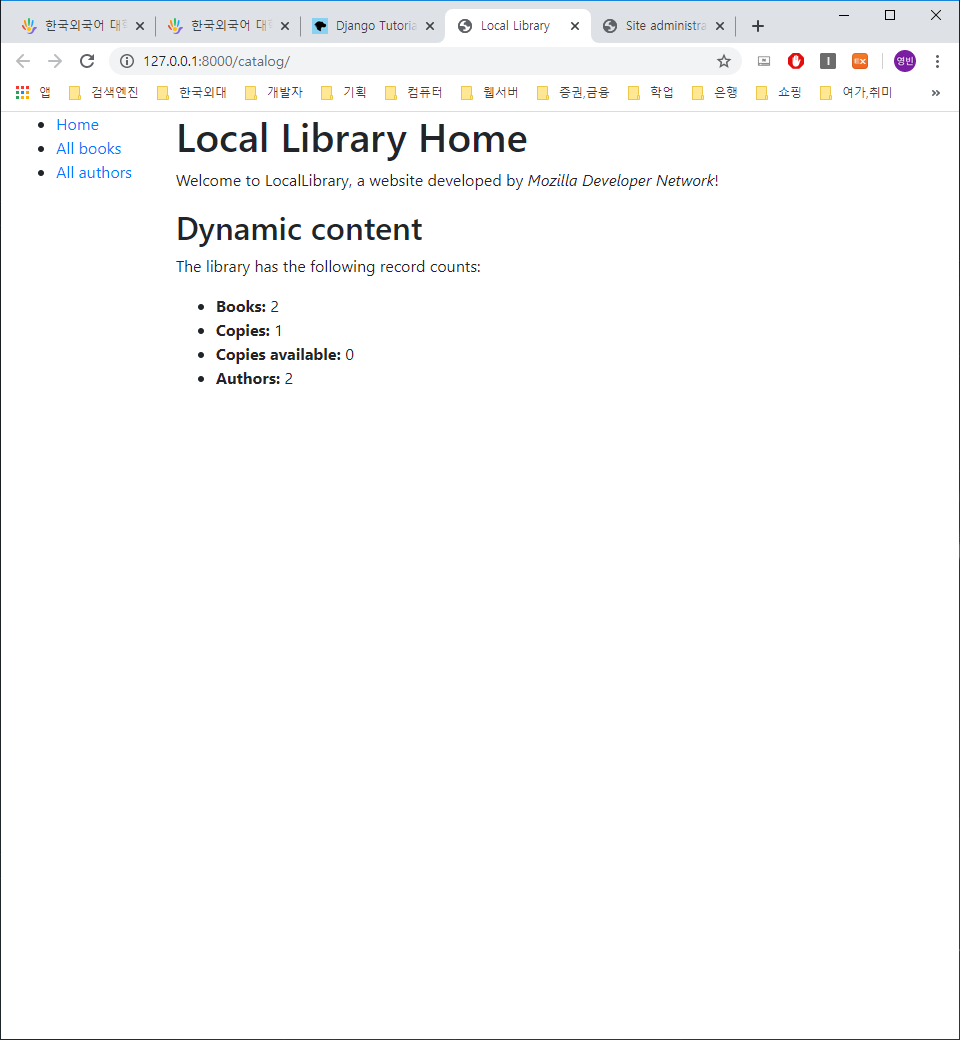 한국외국어 대학
한국외국어 대학
Django Tutoria
Local Library
Site administra
127.0.0.1:8000/catalog/
영빈
앱 검색엔진 한국외대 개발자 기획 컴퓨터 웹서버 증권,금융 학업 은행 쇼핑 여가,취미 »
Home
All books
All authors
Local Library Home
Welcome to LocalLibrary, a website developed by Mozilla Developer Network!
Dynamic content
The library has the following record counts:
Books: 2
Copies: 1
Copies available: 0
Authors: 2